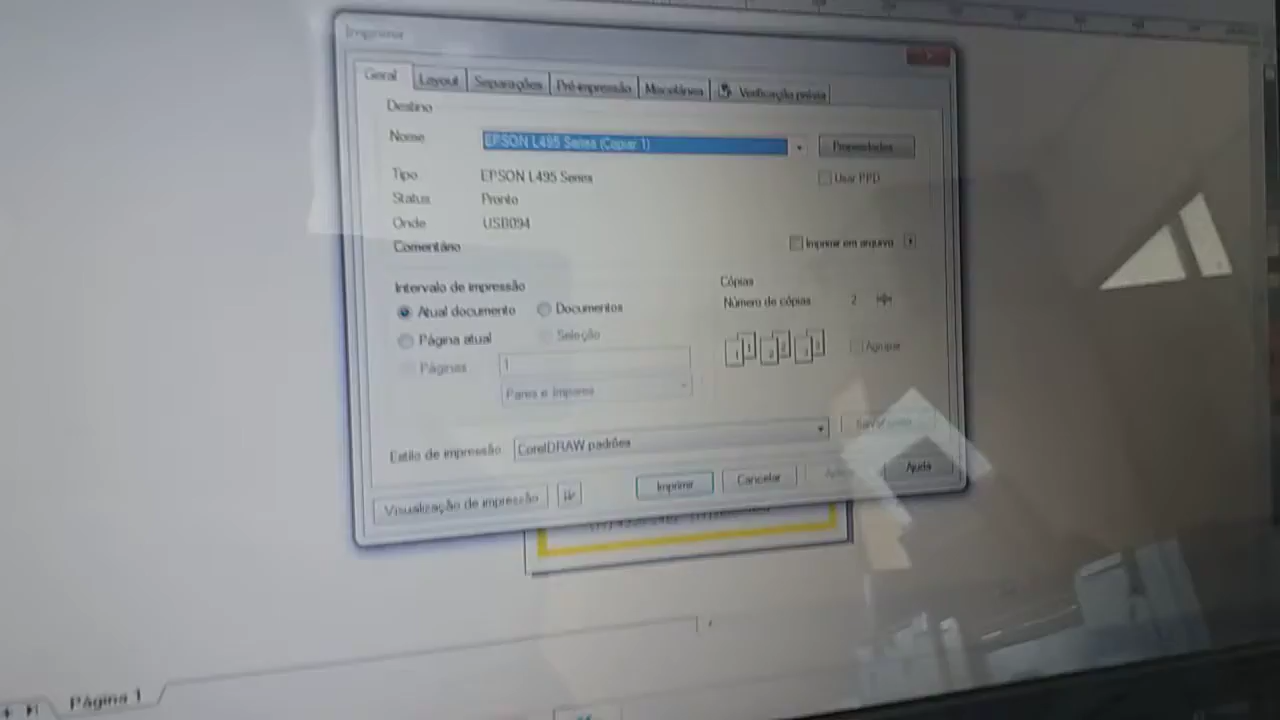 Imprimir
Geral Layout Separações Pré-impressão Miscelânea Verificação prévia
Destino
Nome EPSON L495 Series (Copiar 1) Propriedades
Tipo EPSON L495 Series Usar PPD
Status Pronto
Onde USB094
Comentário Imprimir em arquivo
Intervalo de impressão Cópias
Atual documento Documentos Número de cópias 2
Página atual Seleção
Páginas 1 Agrupar
Pares e ímpares
Estilo de impressão CorelDRAW padrões
Visualização de impressão Imprimir Cancelar Ajuda
Página 1